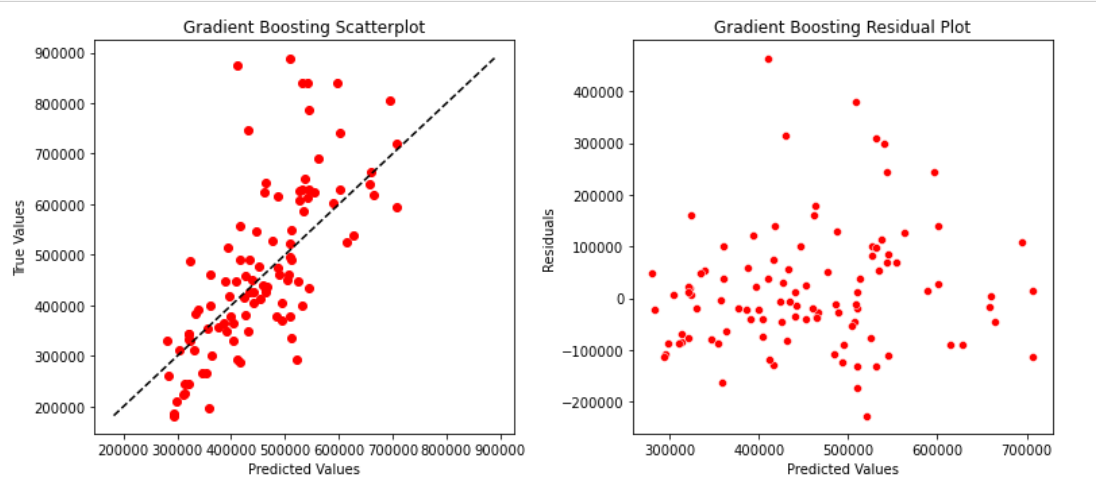 Gradient Boosting Scatterplot
900000
800000
700000
600000
500000
400000
300000
200000
True Values
200000 300000 400000 500000 600000 700000 800000 900000
Predicted Values
Gradient Boosting Residual Plot
400000
300000
200000
100000
0
−100000
−200000
Residuals
300000 400000 500000 600000 700000
Predicted Values